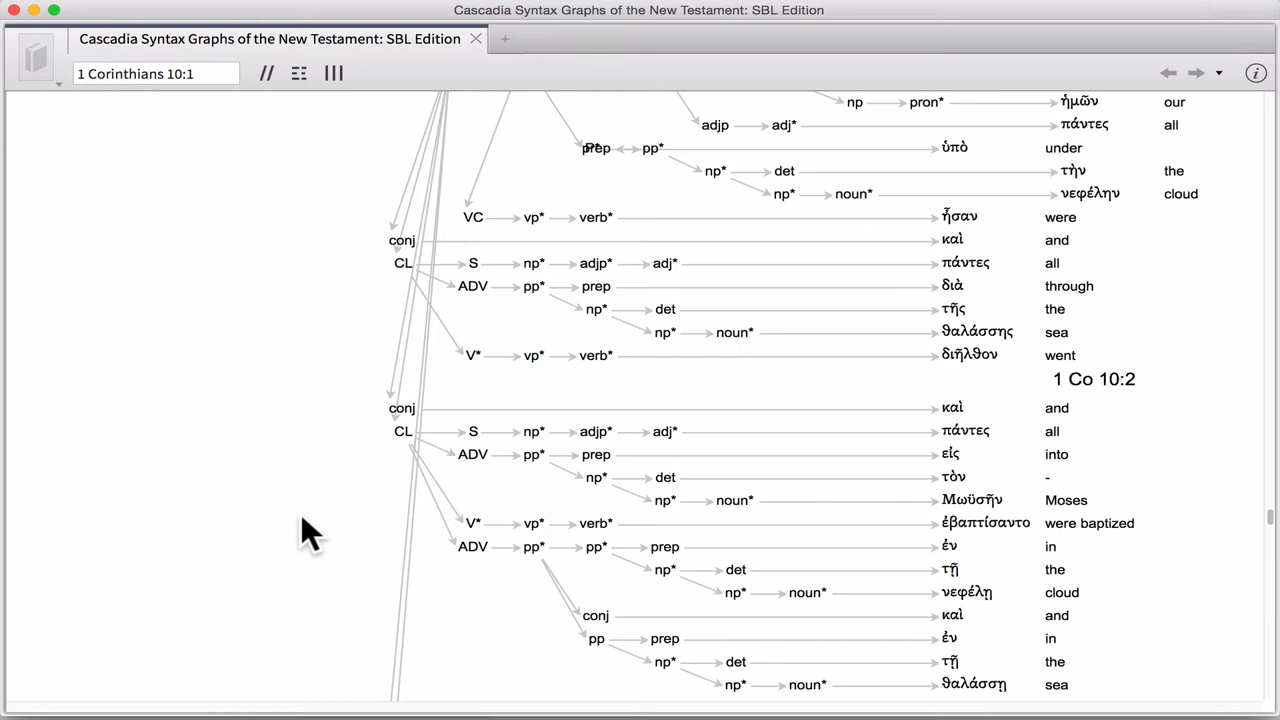 Cascadia Syntax Graphs of the New Testament: SBL Edition
Cascadia Syntax Graphs of the New Testament: SBL Edition
1 Corinthians 10:1
np pron* ἡμῶν our
adjp adj* πάντες all
prep pp* ὑπὸ under
np* det τὴν the
np* noun* νεφέλην cloud
VC vp* verb* ἦσαν were
conj καὶ and
CL S np* adjp* adj* πάντες all
ADV pp* prep διὰ through
np* det τῆς the
np* noun* θαλάσσης sea
V* vp* verb* διῆλθον went
1 Co 10:2
conj καὶ and
CL S np* adjp* adj* πάντες all
ADV pp* prep εἰς into
np* det τὸν -
np* noun* Μωϋσῆν Moses
V* vp* verb* ἐβαπτίσαντο were baptized
ADV pp* pp* prep ἐν in
np* det τῇ the
np* noun* νεφέλῃ cloud
conj καὶ and
pp prep ἐν in
np* det τῇ the
np* noun* θαλάσσῃ sea